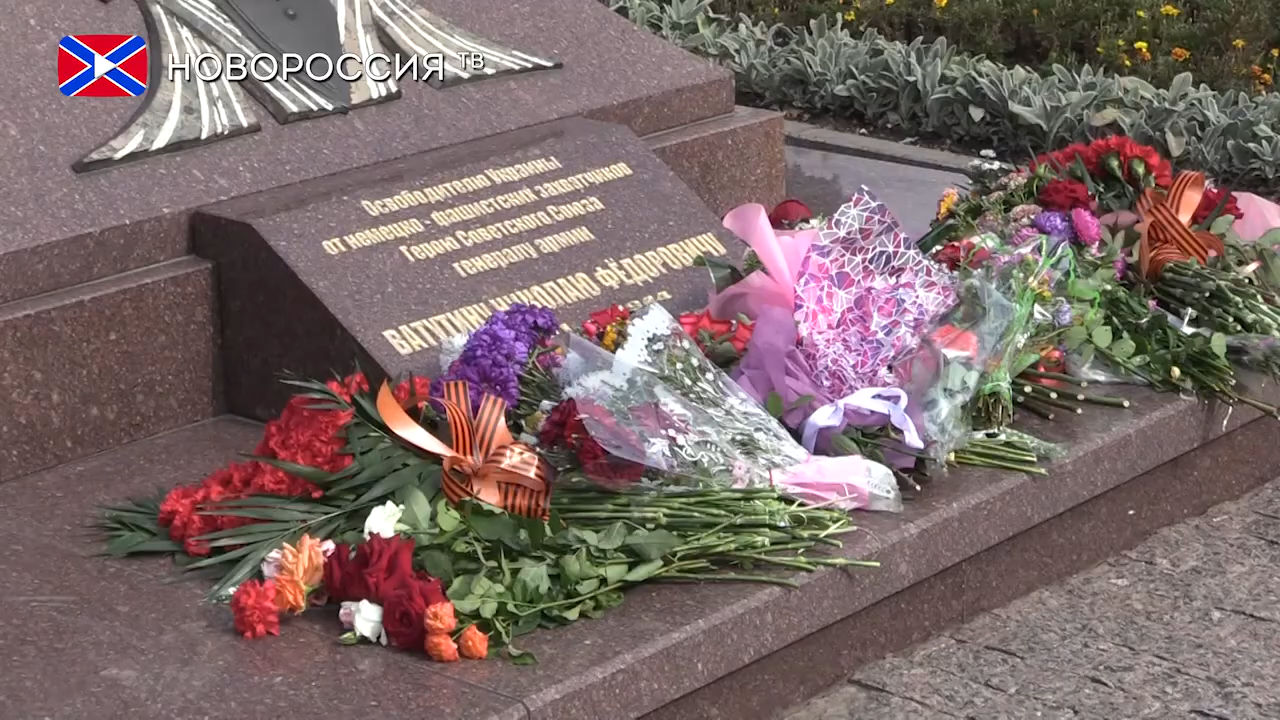 НОВОРОССИЯ ТВ
Освободителю Украины
от немецко - фашистских захватчиков
Герою Советского Союза
генералу армии
ВАТУТИНУ НИКОЛАЮ ФЁДОРОВИЧУ